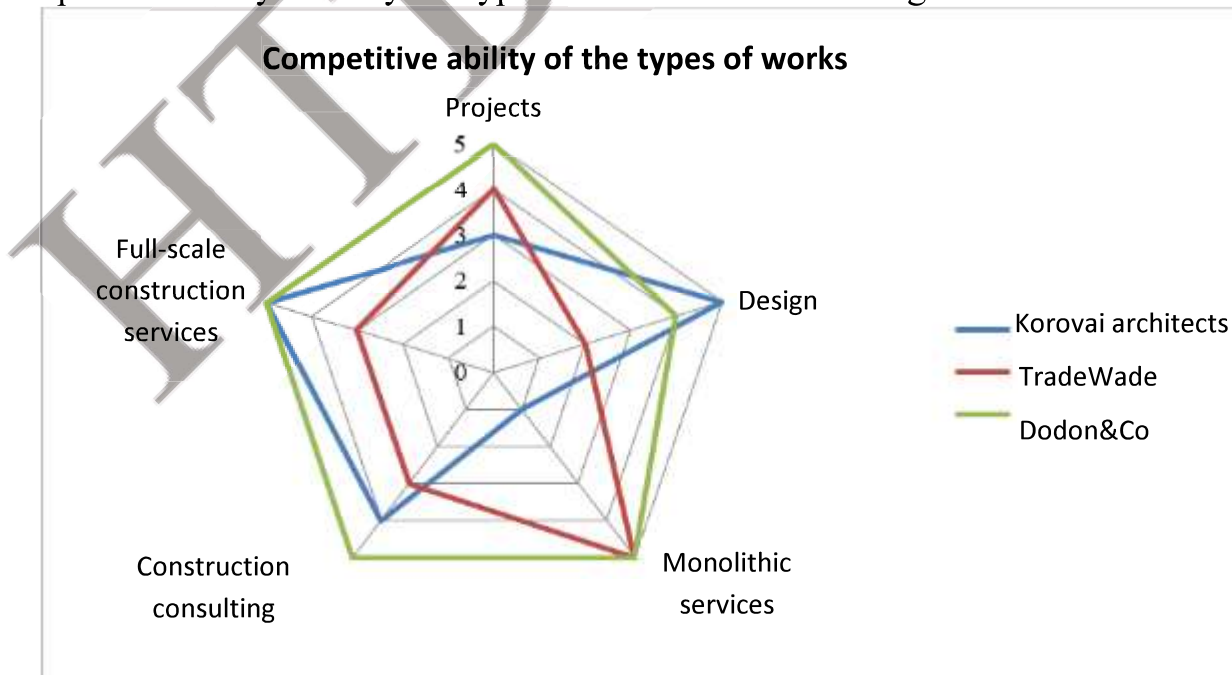 Competitive ability of the types of works
Projects
5
4
3
2
1
0
Full-scale
construction
services
Design
Korovai architects
TradeWade
Dodon&Co
Construction
consulting
Monolithic
services